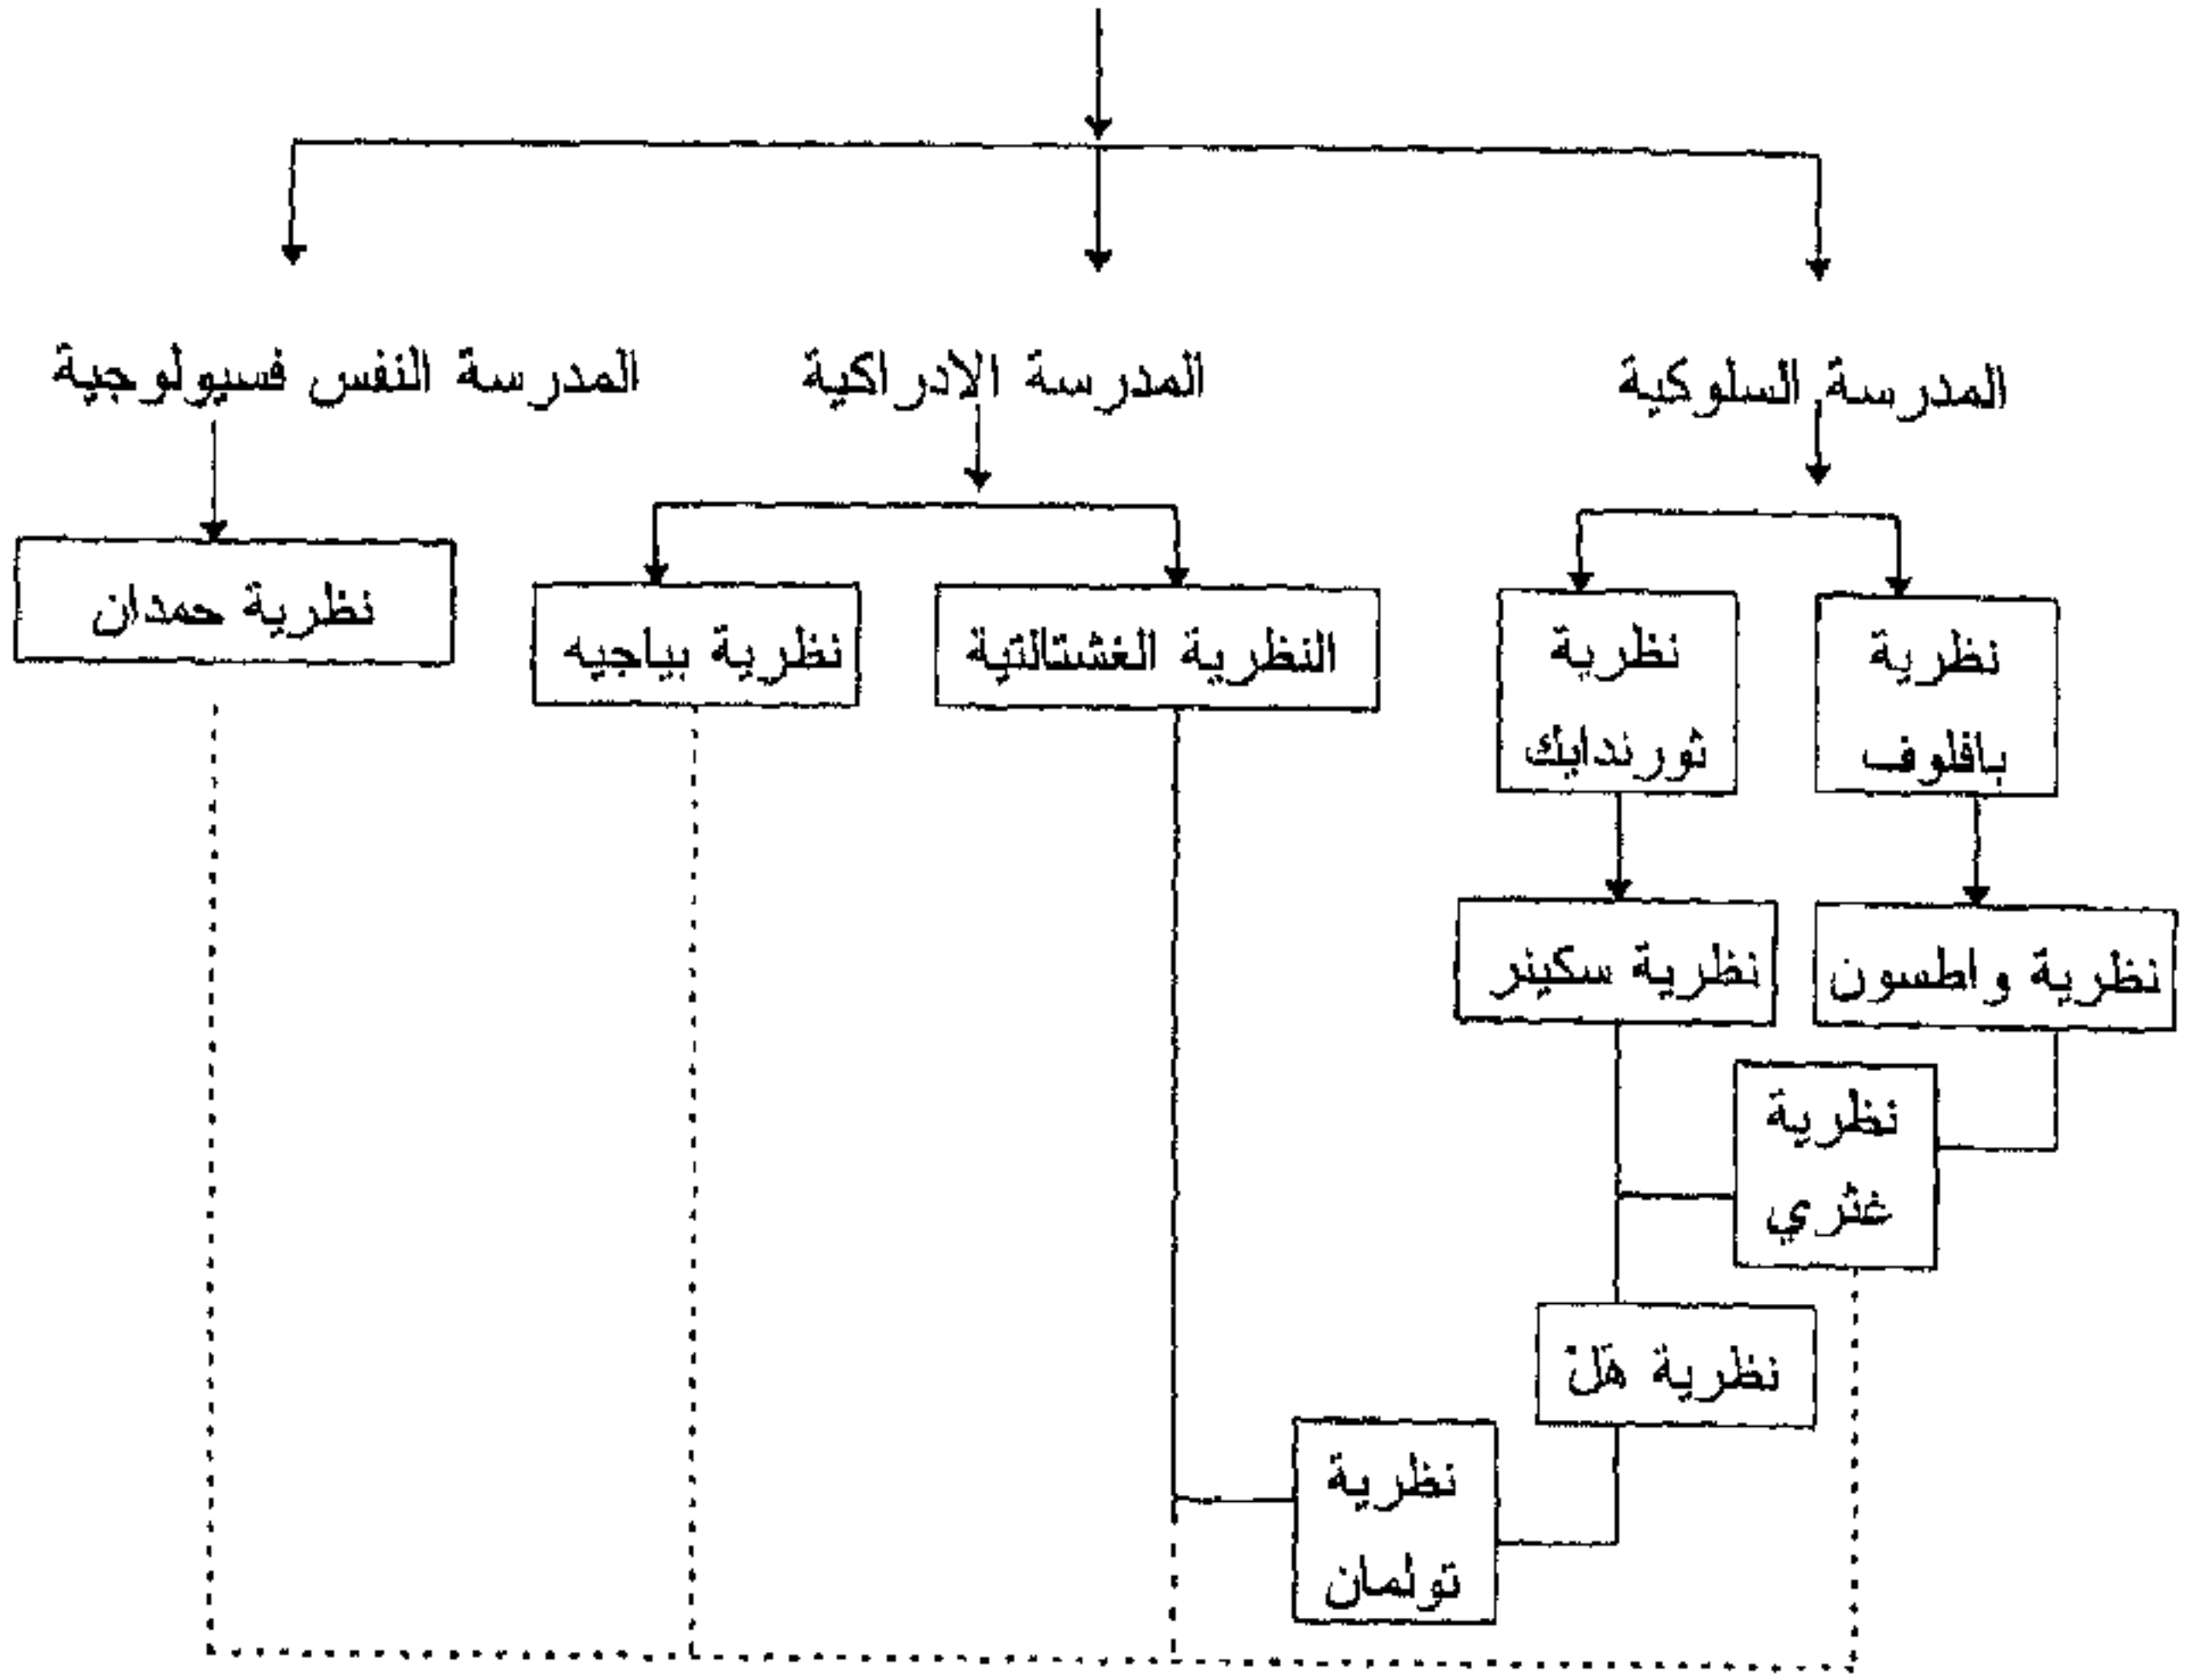 المدرسة السلوكية
المدرسة الادراكية
المدرسة النفس فسيولوجية
نظرية
بافلوف
نظرية
ثورندايك
النظرية الغشتالتية
نظرية بياجيه
نظرية حمدان
نظرية واطسون
نظرية سكينر
نظرية
غثري
نظرية هَلْ
نظرية
تولمان